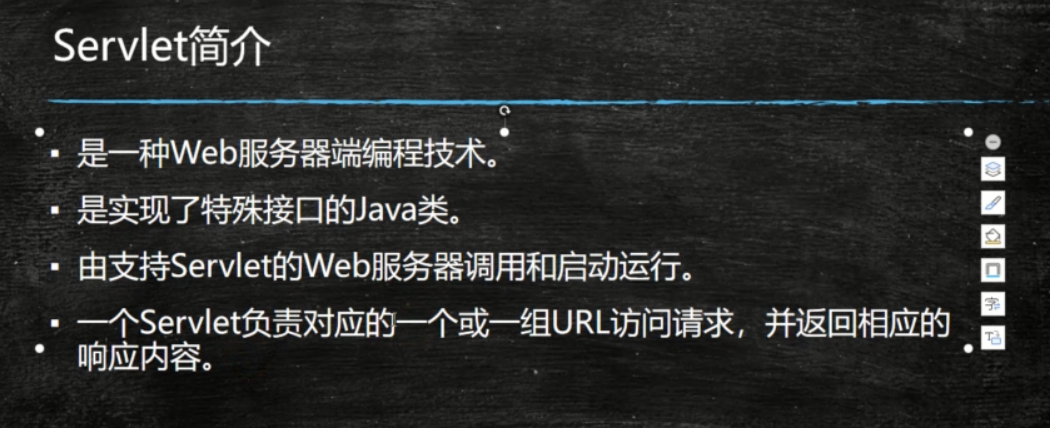 Servlet简介
▪ 是一种Web服务器端编程技术。
▪ 是实现了特殊接口的Java类。
▪ 由支持Servlet的Web服务器调用和启动运行。
▪ 一个Servlet负责对应的一个或一组URL访问请求，并返回相应的
响应内容。
字
T